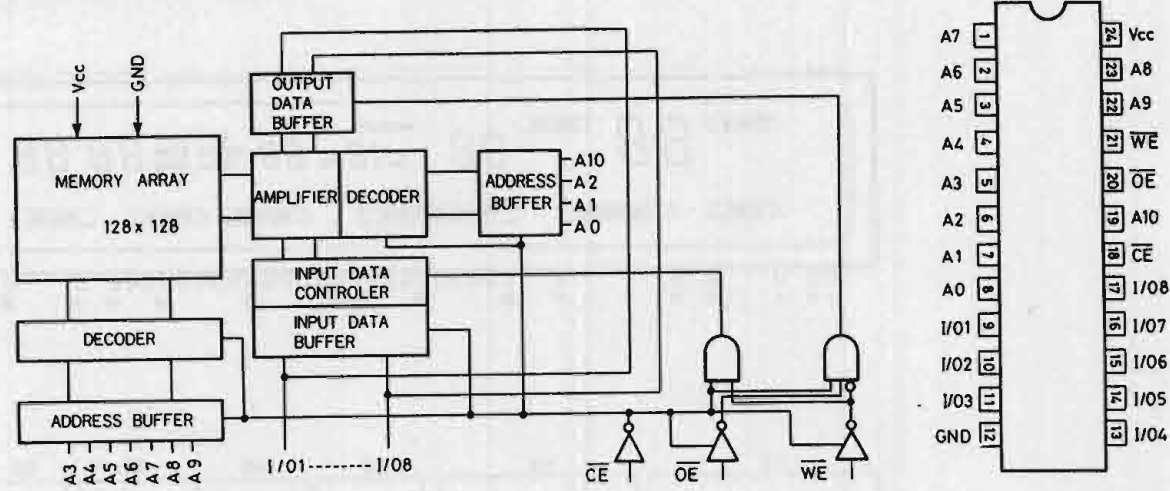 Vcc
GND
OUTPUT
DATA
BUFFER
MEMORY ARRAY
128 x 128
AMPLIFIER
DECODER
ADDRESS
BUFFER
A10
A2
A1
A0
INPUT DATA
CONTROLER
INPUT DATA
BUFFER
DECODER
ADDRESS BUFFER
A3
A4
A5
A6
A7
A8
A9
I/01--------I/08
CE
OE
WE
A7 1
A6 2
A5 3
A4 4
A3 5
A2 6
A1 7
A0 8
I/01 9
I/02 10
I/03 11
GND 12
24 Vcc
23 A8
22 A9
21 WE
20 OE
19 A10
18 CE
17 I/08
16 I/07
15 I/06
14 I/05
13 I/04